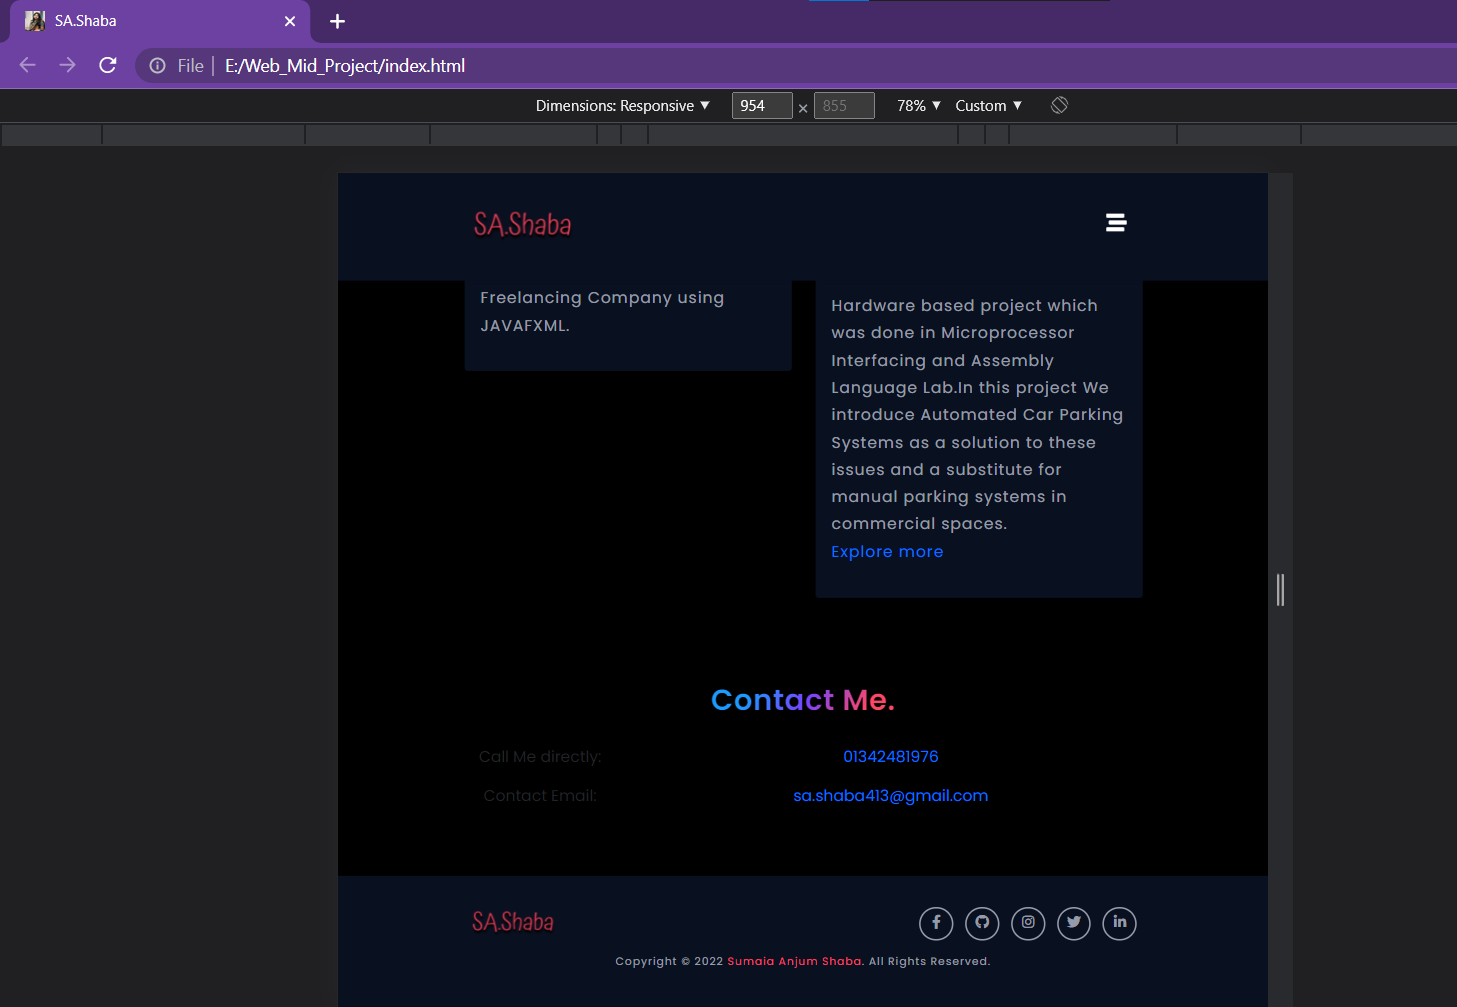 SA.Shaba
File | E:/Web_Mid_Project/index.html
Dimensions: Responsive ▼ 954 × 855 78% ▼ Custom ▼
SA.Shaba
Freelancing Company using
JAVAFXML.
Hardware based project which
was done in Microprocessor
Interfacing and Assembly
Language Lab.In this project We
introduce Automated Car Parking
Systems as a solution to these
issues and a substitute for
manual parking systems in
commercial spaces.
Explore more
Contact Me.
Call Me directly: 01342481976
Contact Email: sa.shaba413@gmail.com
SA.Shaba
Copyright © 2022 Sumaia Anjum Shaba. All Rights Reserved.